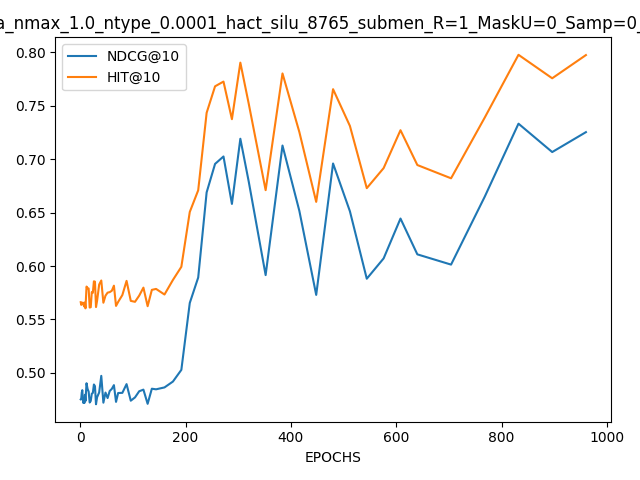 a_nmax_1.0_ntype_0.0001_hact_silu_8765_submen_R=1_MaskU=0_Samp=0_
NDCG@10
HIT@10
0.80
0.75
0.70
0.65
0.60
0.55
0.50
0 200 400 600 800 1000
EPOCHS